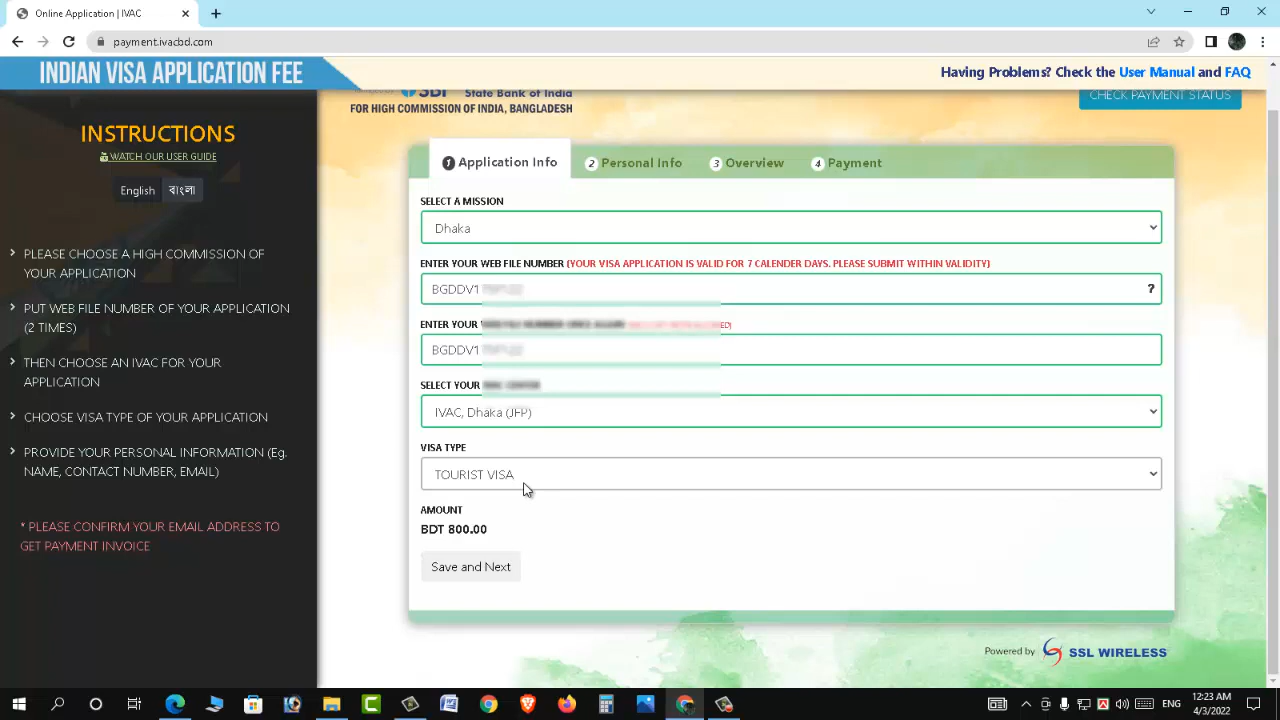 Online Application | IVAC
payment.ivacbd.com
INDIAN VISA APPLICATION FEE
Having Problems? Check the User Manual and FAQ
SBI State Bank of India
FOR HIGH COMMISSION OF INDIA, BANGLADESH
CHECK PAYMENT STATUS
INSTRUCTIONS
WATCH OUR USER GUIDE
English বাংলা
PLEASE CHOOSE A HIGH COMMISSION OF
YOUR APPLICATION
PUT WEB FILE NUMBER OF YOUR APPLICATION
(2 TIMES)
THEN CHOOSE AN IVAC FOR YOUR
APPLICATION
CHOOSE VISA TYPE OF YOUR APPLICATION
PROVIDE YOUR PERSONAL INFORMATION (Eg.
NAME, CONTACT NUMBER, EMAIL)
* PLEASE CONFIRM YOUR EMAIL ADDRESS TO
GET PAYMENT INVOICE
1 Application Info 2 Personal Info 3 Overview 4 Payment
SELECT A MISSION
Dhaka
ENTER YOUR WEB FILE NUMBER (YOUR VISA APPLICATION IS VALID FOR 7 CALENDER DAYS. PLEASE SUBMIT WITHIN VALIDITY)
BGDDV1
?
ENTER YOUR
BGDDV1
SELECT YOUR
IVAC, Dhaka (JFP)
VISA TYPE
TOURIST VISA
AMOUNT
BDT 800.00
Save and Next
Powered by SSL WIRELESS
ENG
12:23 AM
4/3/2022